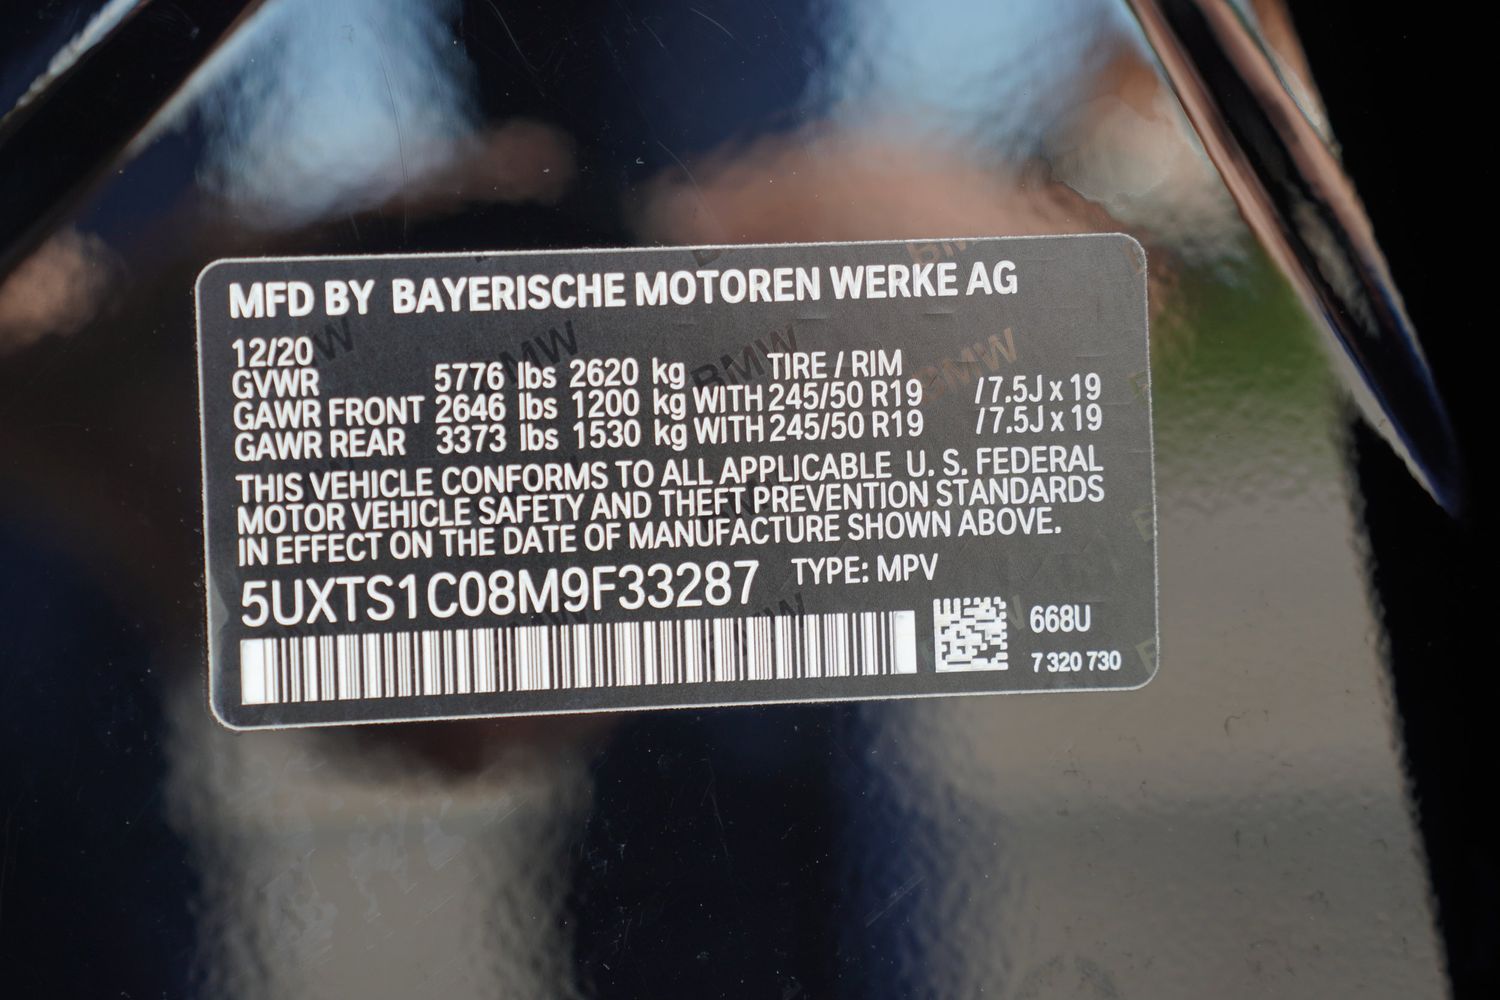 MFD BY BAYERISCHE MOTOREN WERKE AG
12/20
TIRE / RIM
GVWR 5776 lbs 2620 kg
GAWR FRONT 2646 lbs 1200 kg WITH 245/50 R19 /7.5J x 19
GAWR REAR 3373 lbs 1530 kg WITH 245/50 R19 /7.5J x 19
THIS VEHICLE CONFORMS TO ALL APPLICABLE U. S. FEDERAL
MOTOR VEHICLE SAFETY AND THEFT PREVENTION STANDARDS
IN EFFECT ON THE DATE OF MANUFACTURE SHOWN ABOVE.
5UXTS1C08M9F33287 TYPE: MPV
668U
7 320 730